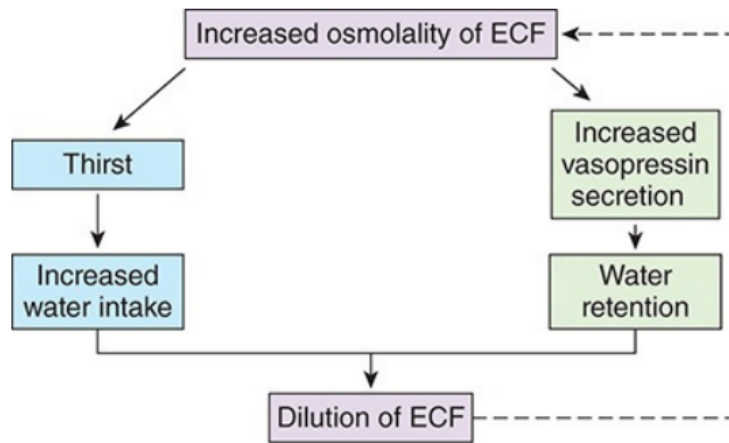 Increased osmolality of ECF
Thirst
Increased
vasopressin
secretion
Increased
water intake
Water
retention
Dilution of ECF